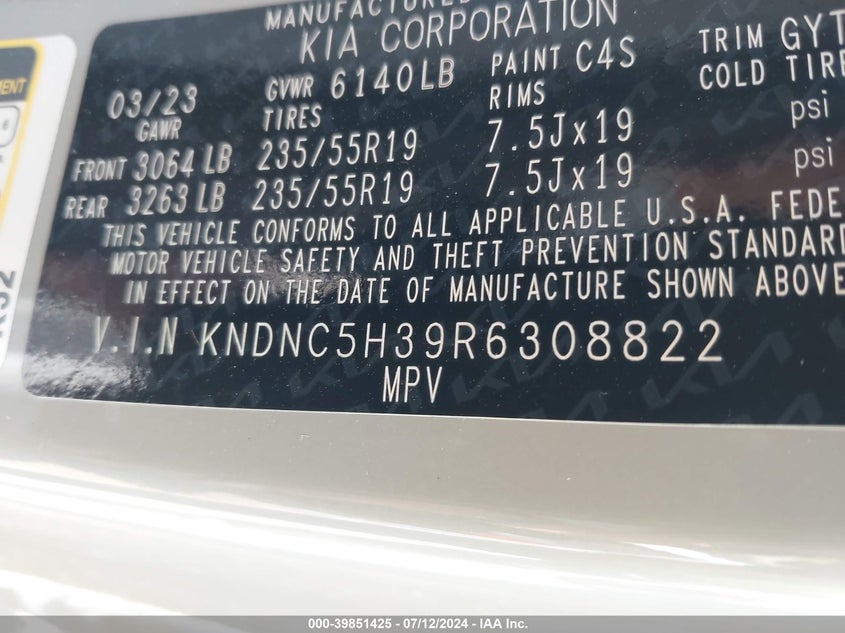 MANUFACTURED
KIA CORPORATION
03/23 GVWR 6140LB PAINT C4S TRIM GYT
GAWR TIRES RIMS COLD TIRE
FRONT 3064 LB 235/55R19 7.5Jx19 psi
REAR 3263 LB 235/55R19 7.5Jx19 psi
THIS VEHICLE CONFORMS TO ALL APPLICABLE U.S.A. FEDE
MOTOR VEHICLE SAFETY AND THEFT PREVENTION STANDARD
IN EFFECT ON THE DATE OF MANUFACTURE SHOWN ABOVE
V.I.N KNDNC5H39R6308822
MPV
MENT
6
000-39851425 - 07/12/2024 - IAA Inc.